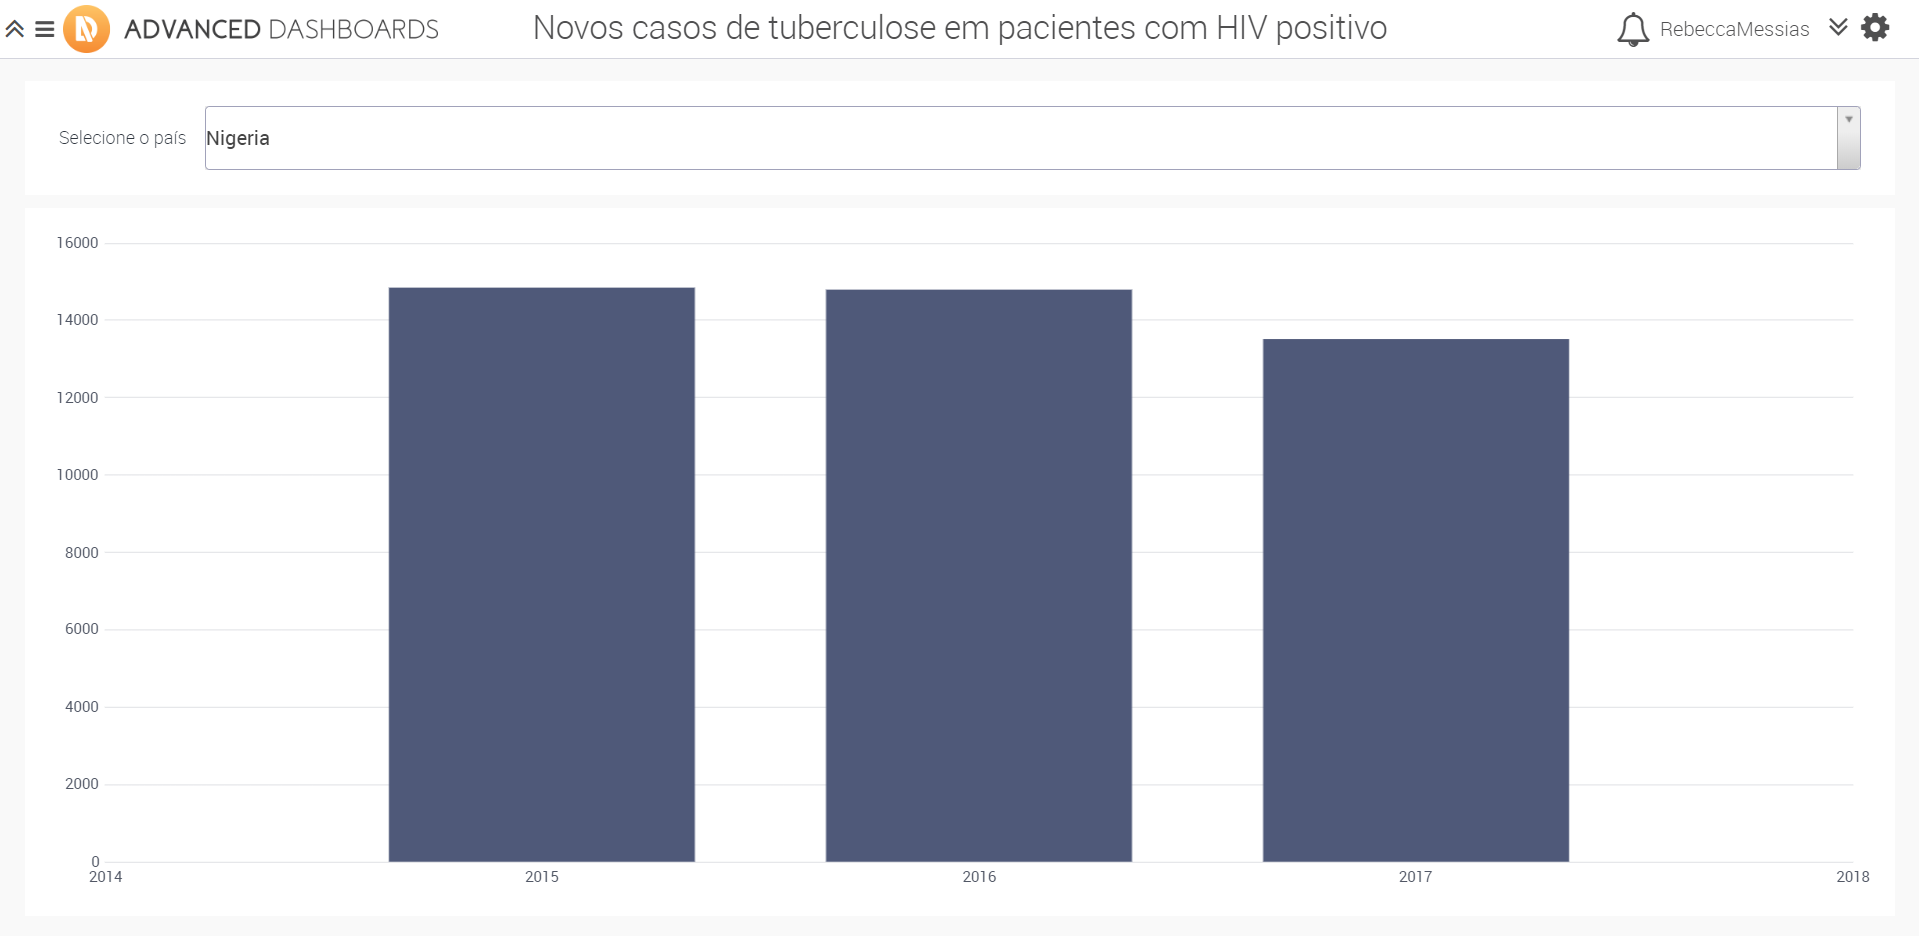 ADVANCED DASHBOARDS
Novos casos de tuberculose em pacientes com HIV positivo
RebeccaMessias
Selecione o país
Nigeria
16000
14000
12000
10000
8000
6000
4000
2000
0
2014 2015 2016 2017 2018